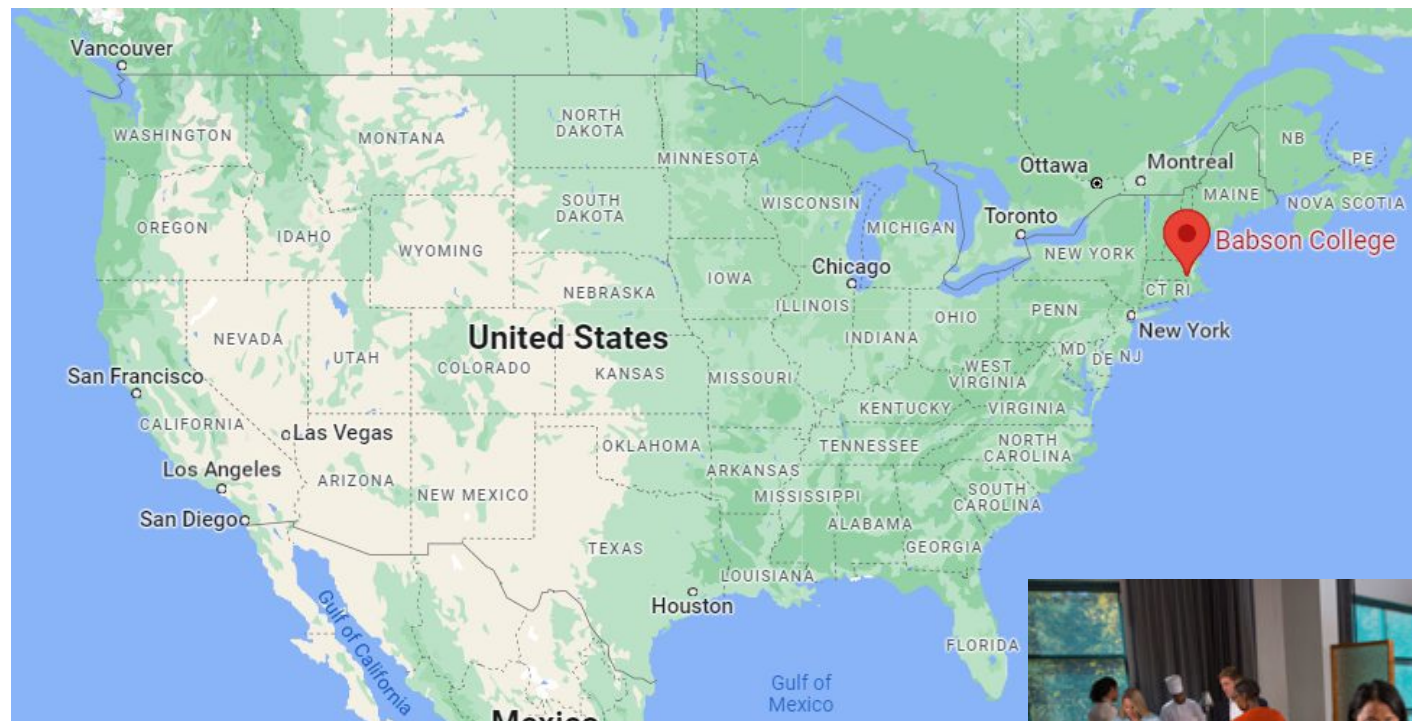 Vancouver
WASHINGTON
MONTANA
NORTH
DAKOTA
MINNESOTA
Ottawa
Montreal
NB
PE
MAINE
NOVA SCOTIA
OREGON
IDAHO
WYOMING
SOUTH
DAKOTA
WISCONSIN
MICHIGAN
Toronto
NEW YORK
Babson College
IOWA
Chicago
NEBRASKA
ILLINOIS
INDIANA
OHIO
PENN
CT RI
New York
NEVADA
UTAH
COLORADO
United States
KANSAS
MISSOURI
WEST
VIRGINIA
MD
DE
NJ
San Francisco
CALIFORNIA
Las Vegas
KENTUCKY
VIRGINIA
Los Angeles
ARIZONA
NEW MEXICO
OKLAHOMA
ARKANSAS
TENNESSEE
NORTH
CAROLINA
San Diego
MISSISSIPPI
ALABAMA
SOUTH
CAROLINA
TEXAS
LOUISIANA
GEORGIA
Houston
Gulf of California
FLORIDA
Gulf of
Mexico
Mexico